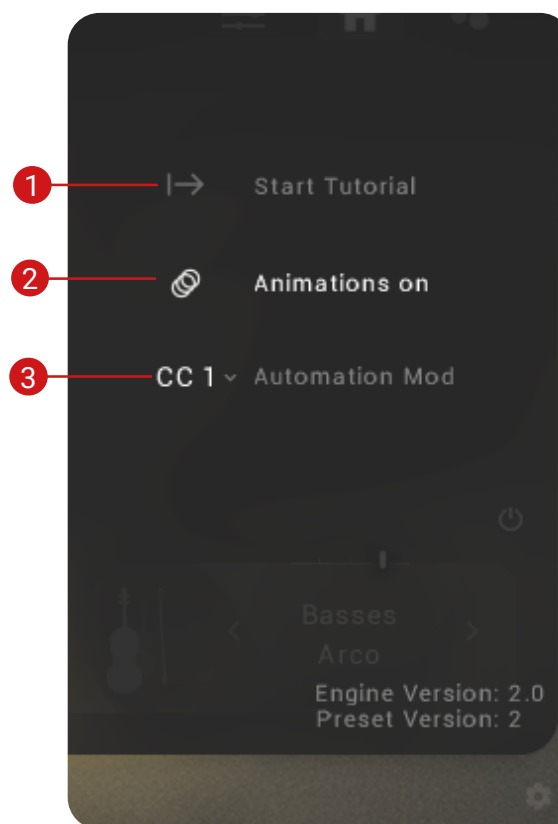 1 Start Tutorial
2 Animations on
3 CC 1 Automation Mod
Basses
Arco
Engine Version: 2.0
Preset Version: 2